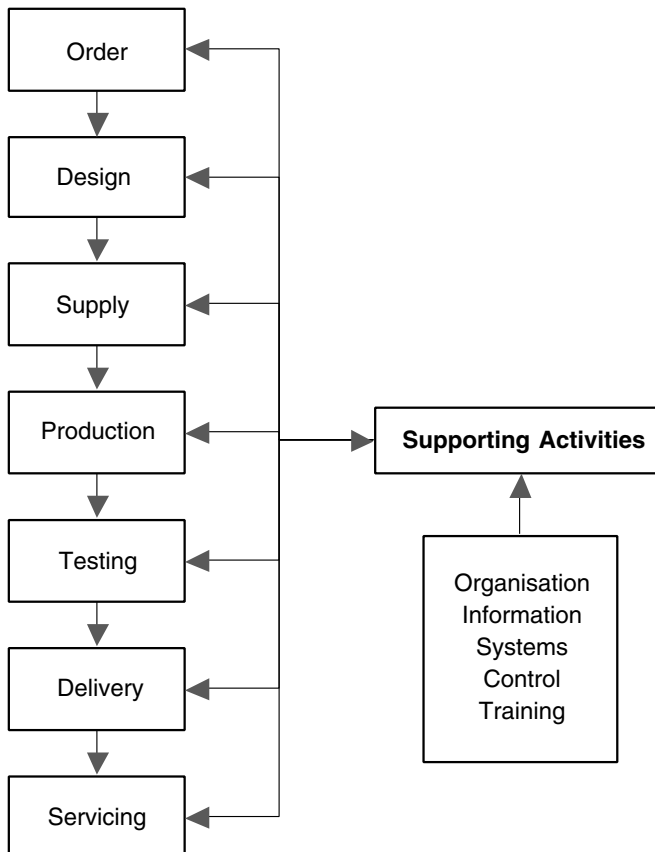 Order
Design
Supply
Production
Testing
Delivery
Servicing
Supporting Activities
Organisation
Information
Systems
Control
Training